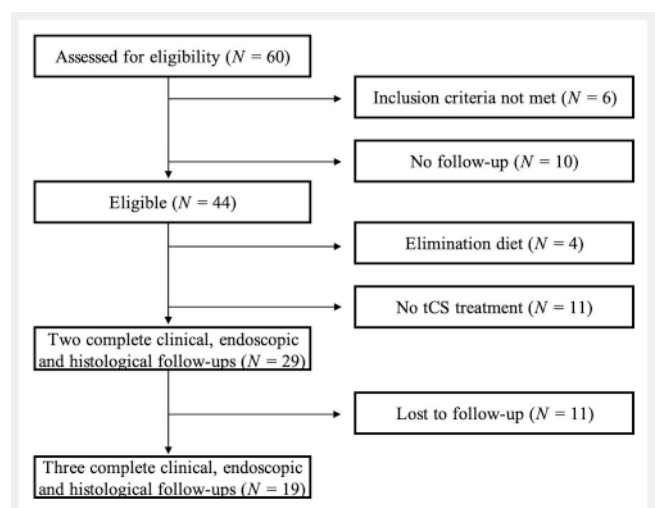 Assessed for eligibility (N = 60)
Inclusion criteria not met (N = 6)
No follow-up (N = 10)
Eligible (N = 44)
Elimination diet (N = 4)
No tCS treatment (N = 11)
Two complete clinical, endoscopic
and histological follow-ups (N = 29)
Lost to follow-up (N = 11)
Three complete clinical, endoscopic
and histological follow-ups (N = 19)